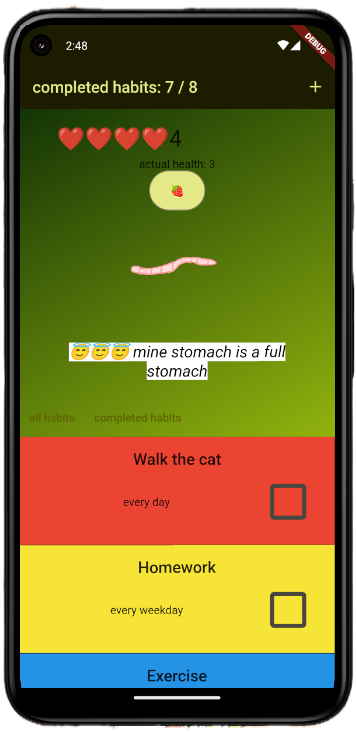 2:48
DEBUG
completed habits: 7 / 8 +
❤️❤️❤️❤️4
actual health: 3
🍓
😇😇😇 mine stomach is a full
stomach
all habits completed habits
Walk the cat
every day
Homework
every weekday
Exercise